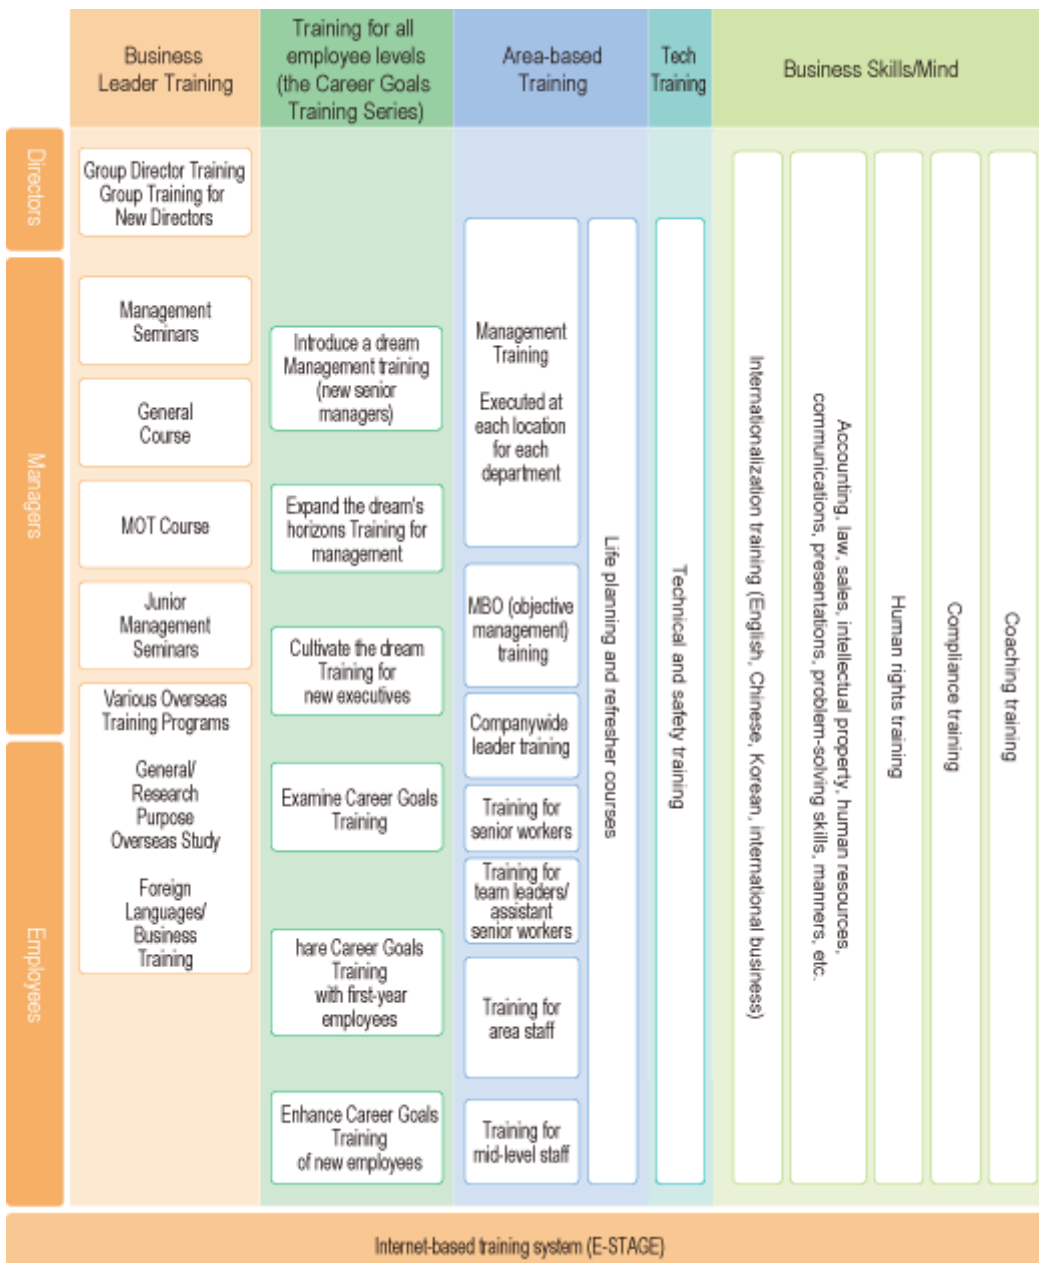 Business
Leader Training
Training for all
employee levels
(the Career Goals
Training Series)
Area-based
Training
Tech
Training
Business Skills/Mind
Directors
Managers
Employees
Group Director Training
Group Training for
New Directors
Management
Seminars
General
Course
MOT Course
Junior
Management
Seminars
Various Overseas
Training Programs
General/
Research
Purpose
Overseas Study
Foreign
Languages/
Business
Training
Introduce a dream
Management training
(new senior
managers)
Expand the dream's
horizons Training for
management
Cultivate the dream
Training for
new executives
Examine Career Goals
Training
hare Career Goals
Training
with first-year
employees
Enhance Career Goals
Training
of new employees
Management
Training
Executed at
each location
for each
department
MBO (objective
management)
training
Companywide
leader training
Training for
senior workers
Training for
team leaders/
assistant
senior workers
Training for
area staff
Training for
mid-level staff
Life planning and refresher courses
Technical and safety training
Internationalization training (English, Chinese, Korean, international business)
Accounting, law, sales, intellectual property, human resources,
communications, presentations, problem-solving skills, manners, etc.
Human rights training
Compliance training
Coaching training
Internet-based training system (E-STAGE)